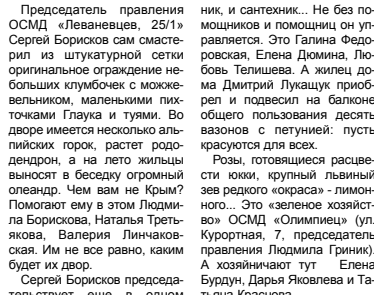 Председатель правления
ОСМД «Леваневцев, 25/1»
Сергей Борисков сам смасте-
рил из штукатурной сетки
оригинальное ограждение не-
больших клумбочек с можже-
вельником, маленькими пих-
точками Глаука и туями. Во
дворе имеется несколько аль-
пийских горок, растет родо-
дендрон, а на лето жильцы
выносят в беседку огромный
олеандр. Чем вам не Крым?
Помогают ему в этом Людми-
ла Борискова, Наталья Треть-
якова, Валерия Линчаков-
ская. Им не все равно, каким
будет их двор.
Сергей Борисков председа-
тельствует еще в одном
ник, и сантехник... Не без по-
мощников и помощниц он уп-
равляется. Это Галина Федо-
ровская, Елена Дюмина, Лю-
бовь Телишева. А жилец до-
ма Дмитрий Лукащук приоб-
рел и подвесил на балконе
общего пользования десять
вазонов с петунией: пусть
красуются для всех.
Розы, готовящиеся расцве-
сти юкки, крупный львиный
зев редкого «окраса» - лимон-
ного... Это «зеленое хозяйст-
во» ОСМД «Олимпиец» (ул.
Курортная, 7, председатель
правления Людмила Гриник).
А хозяйничают тут Елена
Бурдун, Дарья Яковлева и Та-
тьяна Краснова.